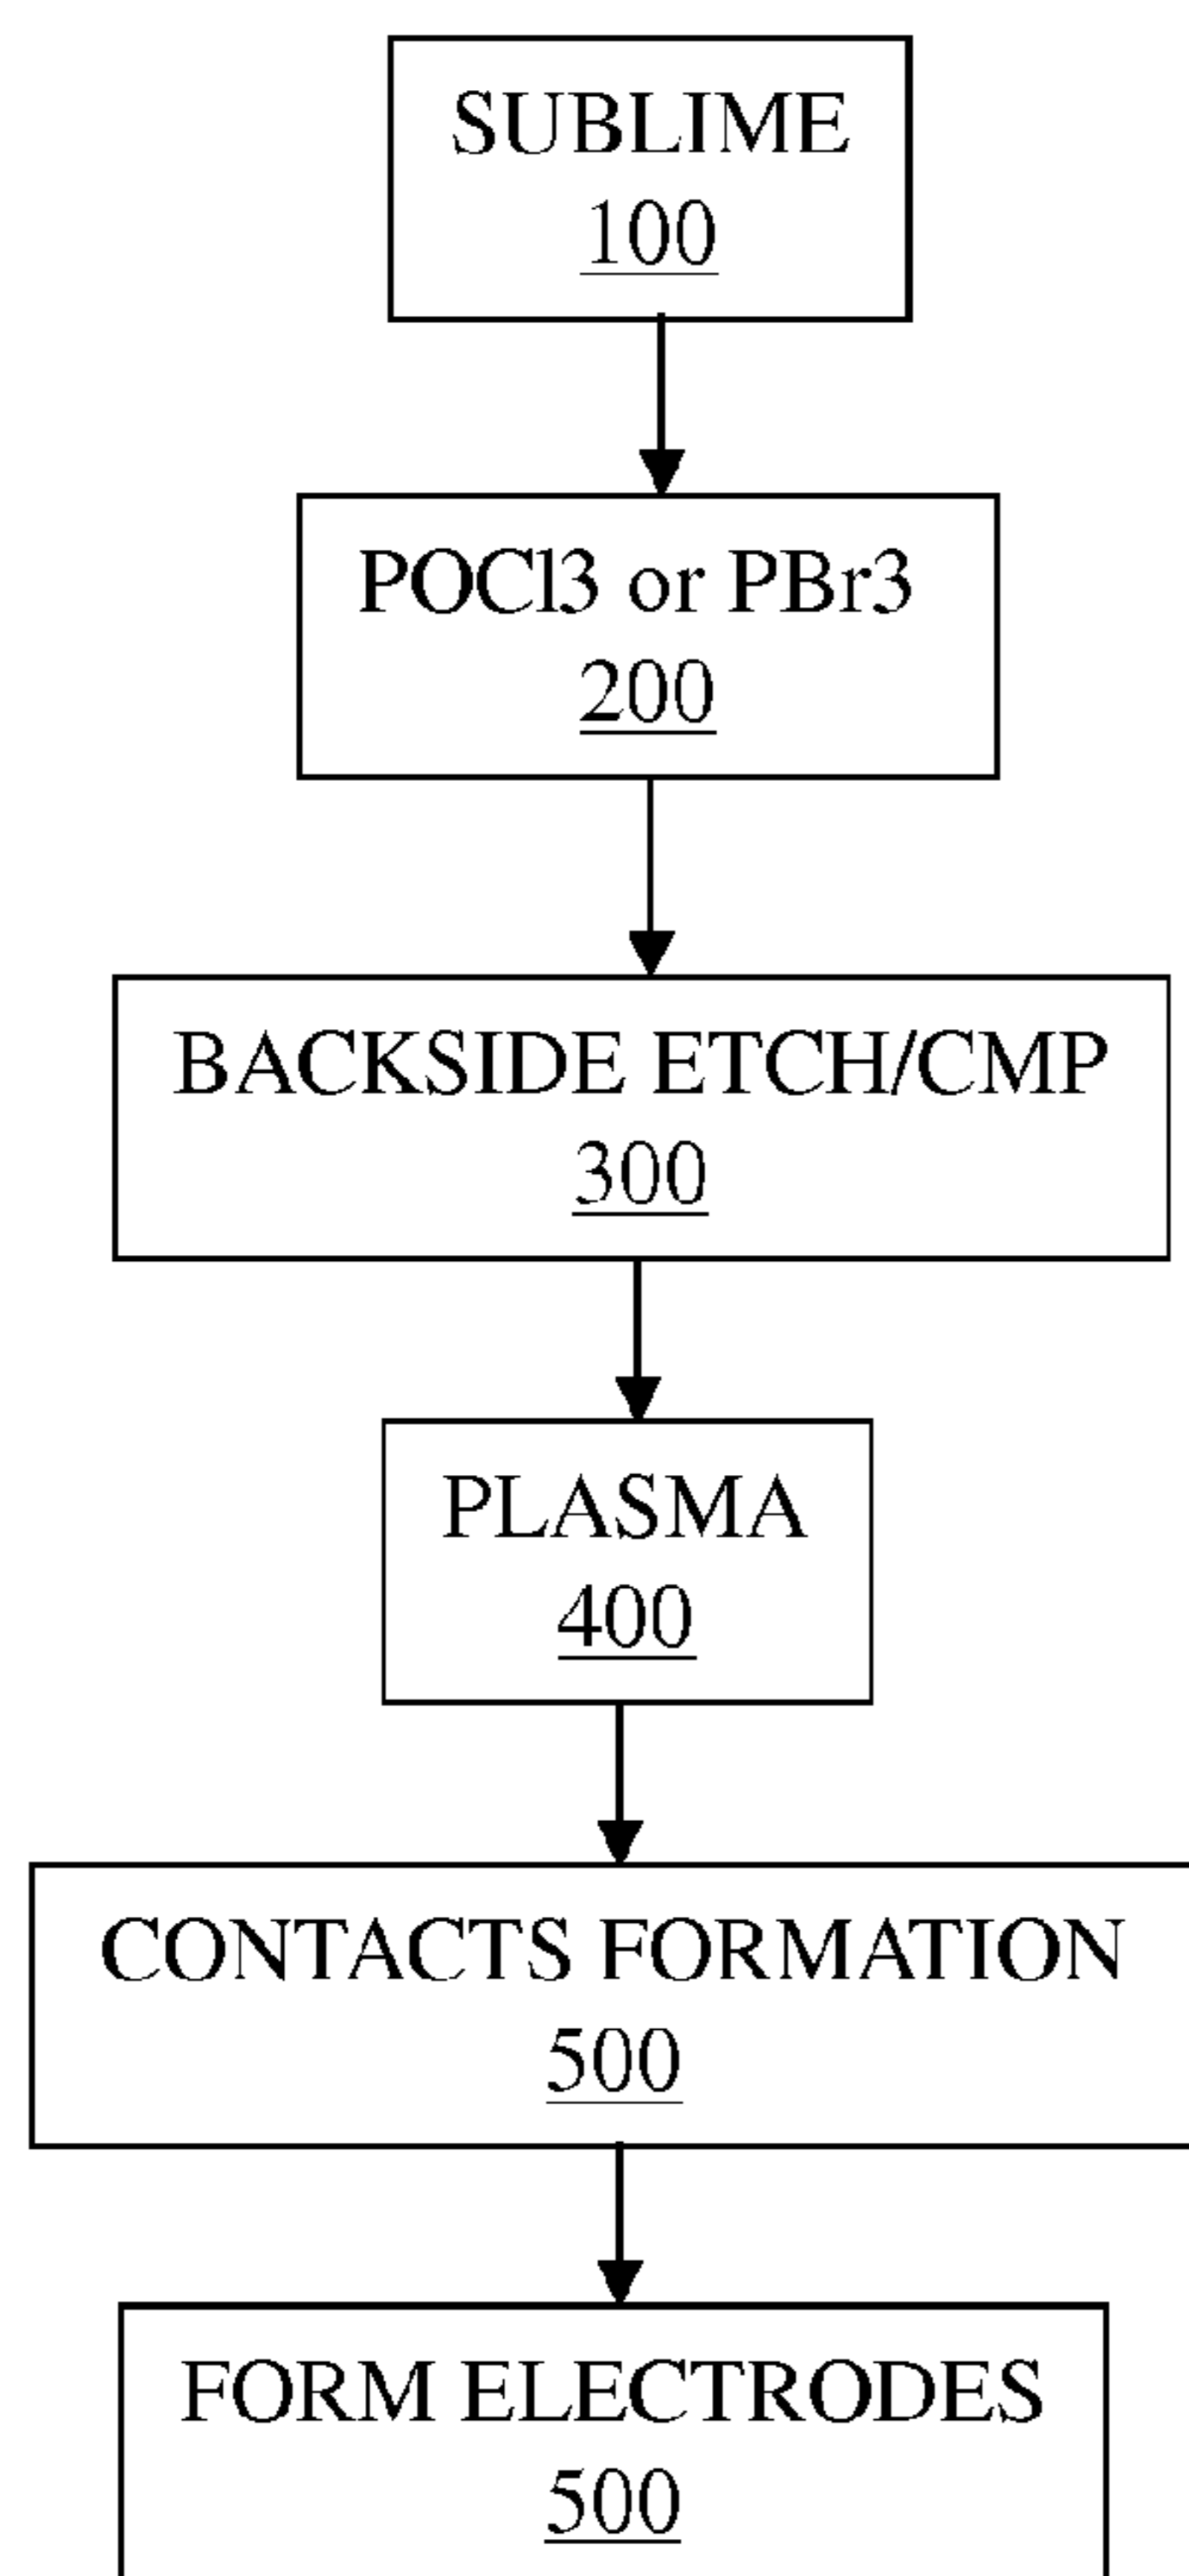 SUBLIME
100
POCl3 or PBr3
200
BACKSIDE ETCH/CMP
300
PLASMA
400
CONTACTS FORMATION
500
FORM ELECTRODES
500